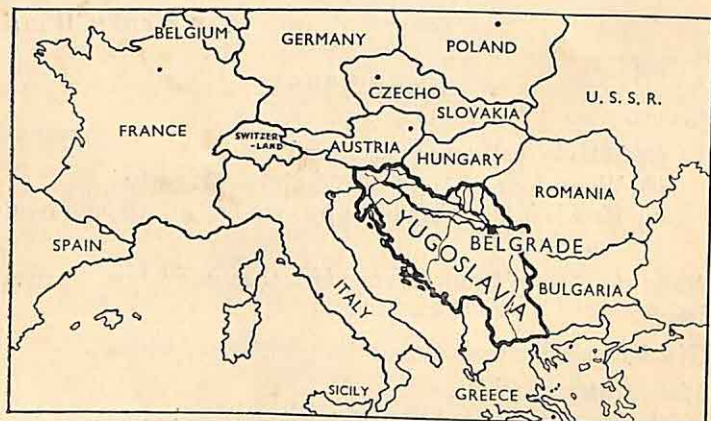 BELGIUM
GERMANY
POLAND
CZECHO
SLOVAKIA
U. S. S. R.
FRANCE
SWITZER
-LAND
AUSTRIA
HUNGARY
ROMANIA
SPAIN
YUGOSLAVIA
BELGRADE
ITALY
BULGARIA
SICILY
GREECE